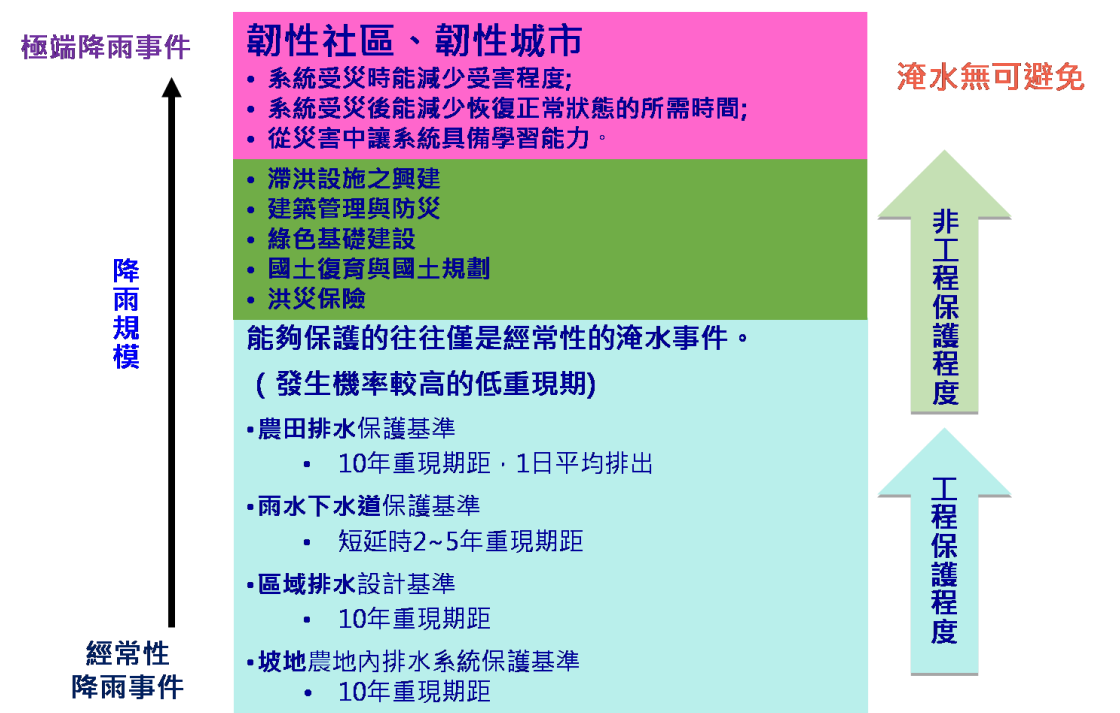 極端降雨事件
降雨規模
經常性
降雨事件
韌性社區、韌性城市
• 系統受災時能減少受害程度;
• 系統受災後能減少恢復正常狀態的所需時間;
• 從災害中讓系統具備學習能力。
• 滯洪設施之興建
• 建築管理與防災
• 綠色基礎建設
• 國土復育與國土規劃
• 洪災保險
能夠保護的往往僅是經常性的淹水事件。
(發生機率較高的低重現期)
•農田排水保護基準
• 10年重現期距，1日平均排出
•雨水下水道保護基準
• 短延時2~5年重現期距
•區域排水設計基準
• 10年重現期距
•坡地農地內排水系統保護基準
• 10年重現期距
淹水無可避免
非工程保護程度
工程保護程度